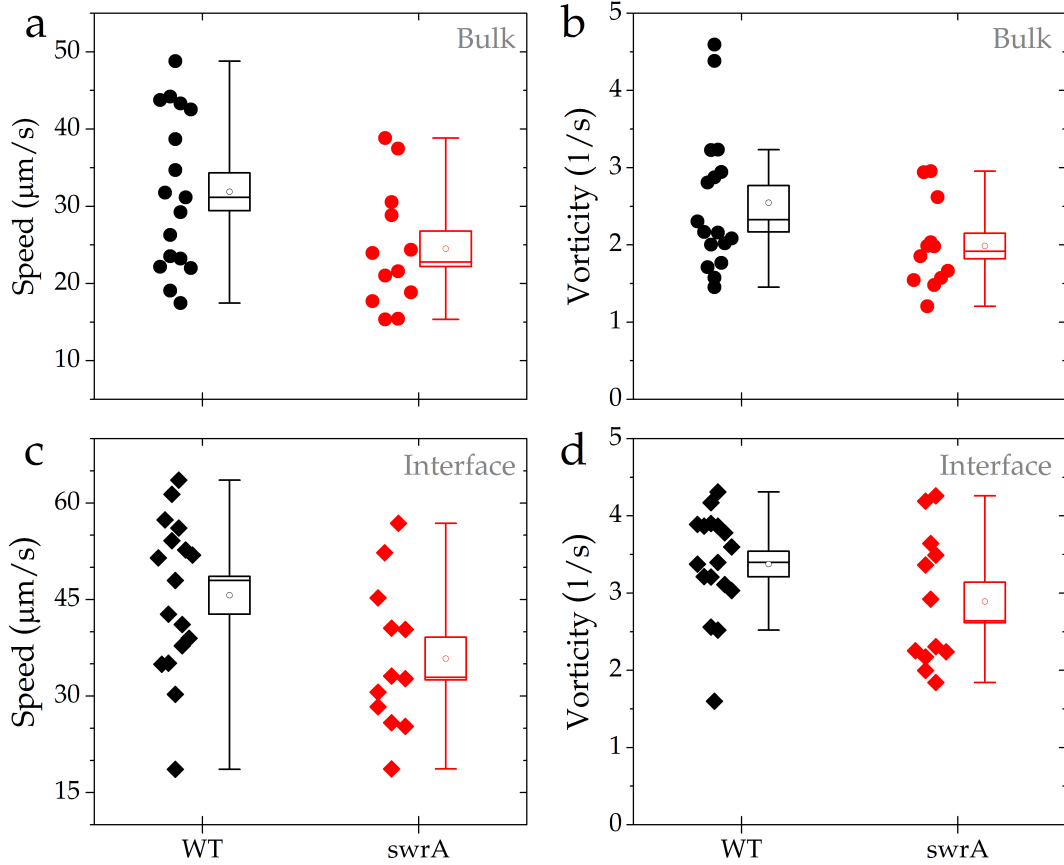 a
Bulk
Speed (μm/s)
50
40
30
20
10
b
Bulk
Vorticity (1/s)
5
4
3
2
1
0
c
Interface
Speed (μm/s)
60
45
30
15
WT
swrA
d
Interface
Vorticity (1/s)
5
4
3
2
1
0
WT
swrA